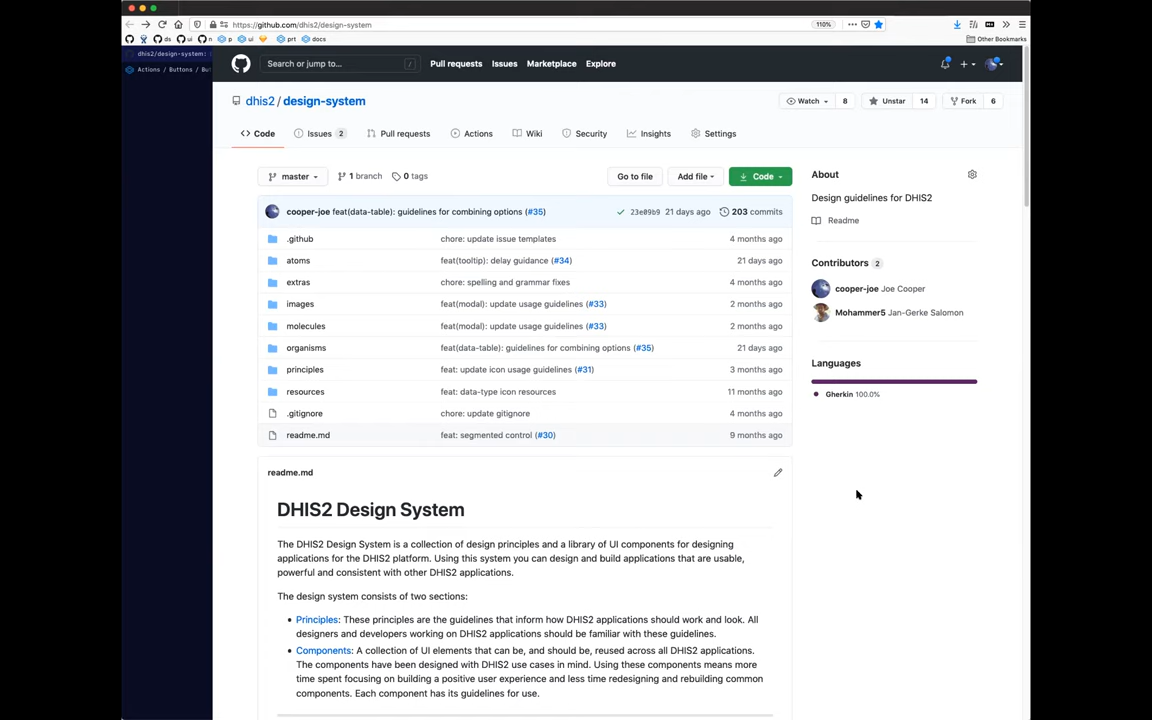 https://github.com/dhis2/design-system
110%
ds
ui
n
p
ui
prt
docs
Other Bookmarks
dhis2/design-system:
Actions / Buttons / Bu
Search or jump to...
/
Pull requests
Issues
Marketplace
Explore
dhis2 / design-system
Watch
8
Unstar
14
Fork
6
Code
Issues 2
Pull requests
Actions
Wiki
Security
Insights
Settings
master
1 branch
0 tags
Go to file
Add file
Code
cooper-joe feat(data-table): guidelines for combining options (#35)
23e09b9 21 days ago
203 commits
.github chore: update issue templates 4 months ago
atoms feat(tooltip): delay guidance (#34) 21 days ago
extras chore: spelling and grammar fixes 4 months ago
images feat(modal): update usage guidelines (#33) 2 months ago
molecules feat(modal): update usage guidelines (#33) 2 months ago
organisms feat(data-table): guidelines for combining options (#35) 21 days ago
principles feat: update icon usage guidelines (#31) 3 months ago
resources feat: data-type icon resources 11 months ago
.gitignore chore: update gitignore 4 months ago
readme.md feat: segmented control (#30) 9 months ago
readme.md
DHIS2 Design System
The DHIS2 Design System is a collection of design principles and a library of UI components for designing
applications for the DHIS2 platform. Using this system you can design and build applications that are usable,
powerful and consistent with other DHIS2 applications.
The design system consists of two sections:
• Principles: These principles are the guidelines that inform how DHIS2 applications should work and look. All
designers and developers working on DHIS2 applications should be familiar with these guidelines.
• Components: A collection of UI elements that can be, and should be, reused across all DHIS2 applications.
The components have been designed with DHIS2 use cases in mind. Using these components means more
time spent focusing on building a positive user experience and less time redesigning and rebuilding common
components. Each component has its guidelines for use.
About
Design guidelines for DHIS2
Readme
Contributors 2
cooper-joe Joe Cooper
Mohammer5 Jan-Gerke Salomon
Languages
Gherkin 100.0%